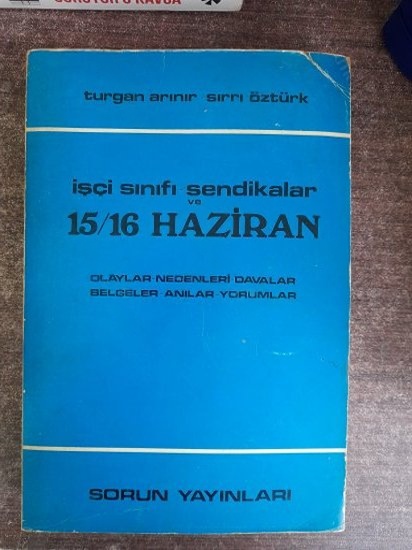 turgan arınır-sırrı öztürk
işçi sınıfı-sendikalar
ve
15/16 HAZİRAN
OLAYLAR-NEDENLERİ-DAVALAR
BELGELER-ANILAR-YORUMLAR
SORUN YAYINLARI